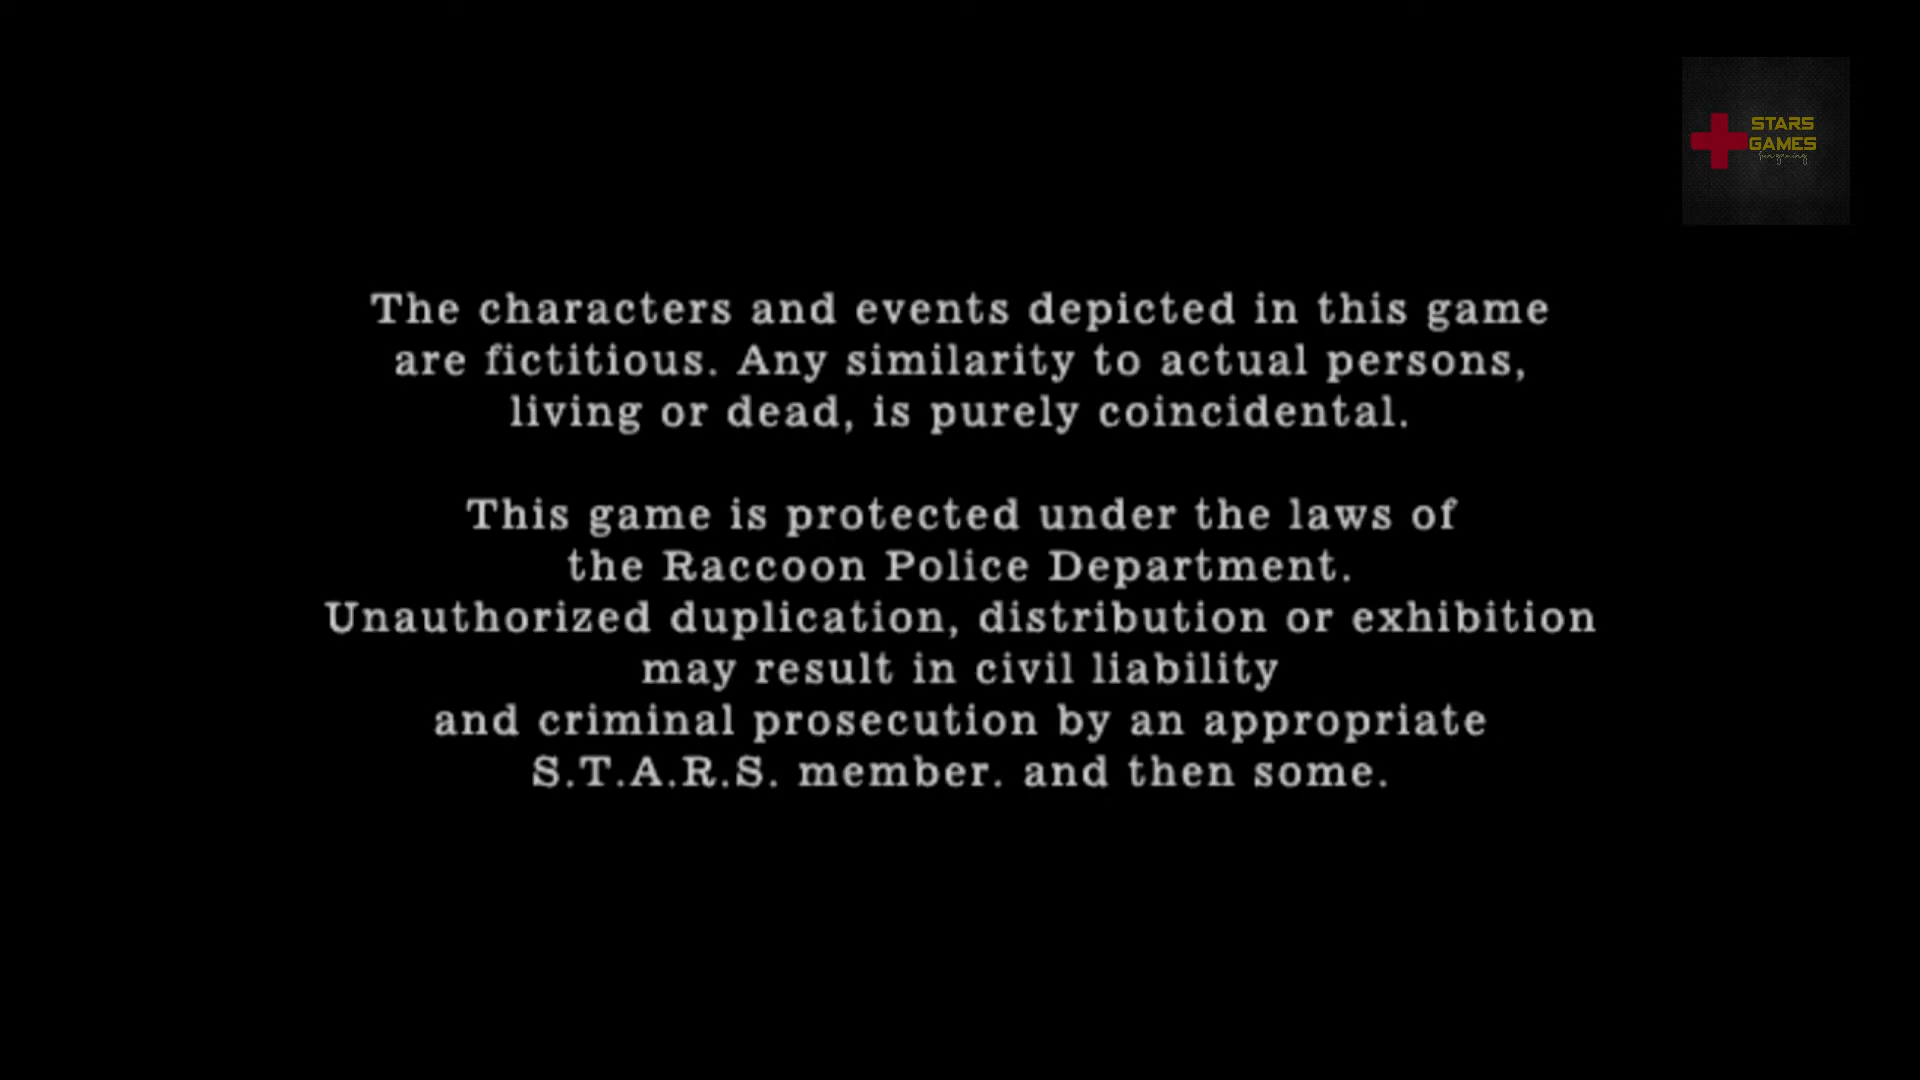 STARS
GAMES
fun gaming
The characters and events depicted in this game
are fictitious. Any similarity to actual persons,
living or dead, is purely coincidental.
This game is protected under the laws of
the Raccoon Police Department.
Unauthorized duplication, distribution or exhibition
may result in civil liability
and criminal prosecution by an appropriate
S.T.A.R.S. member. and then some.